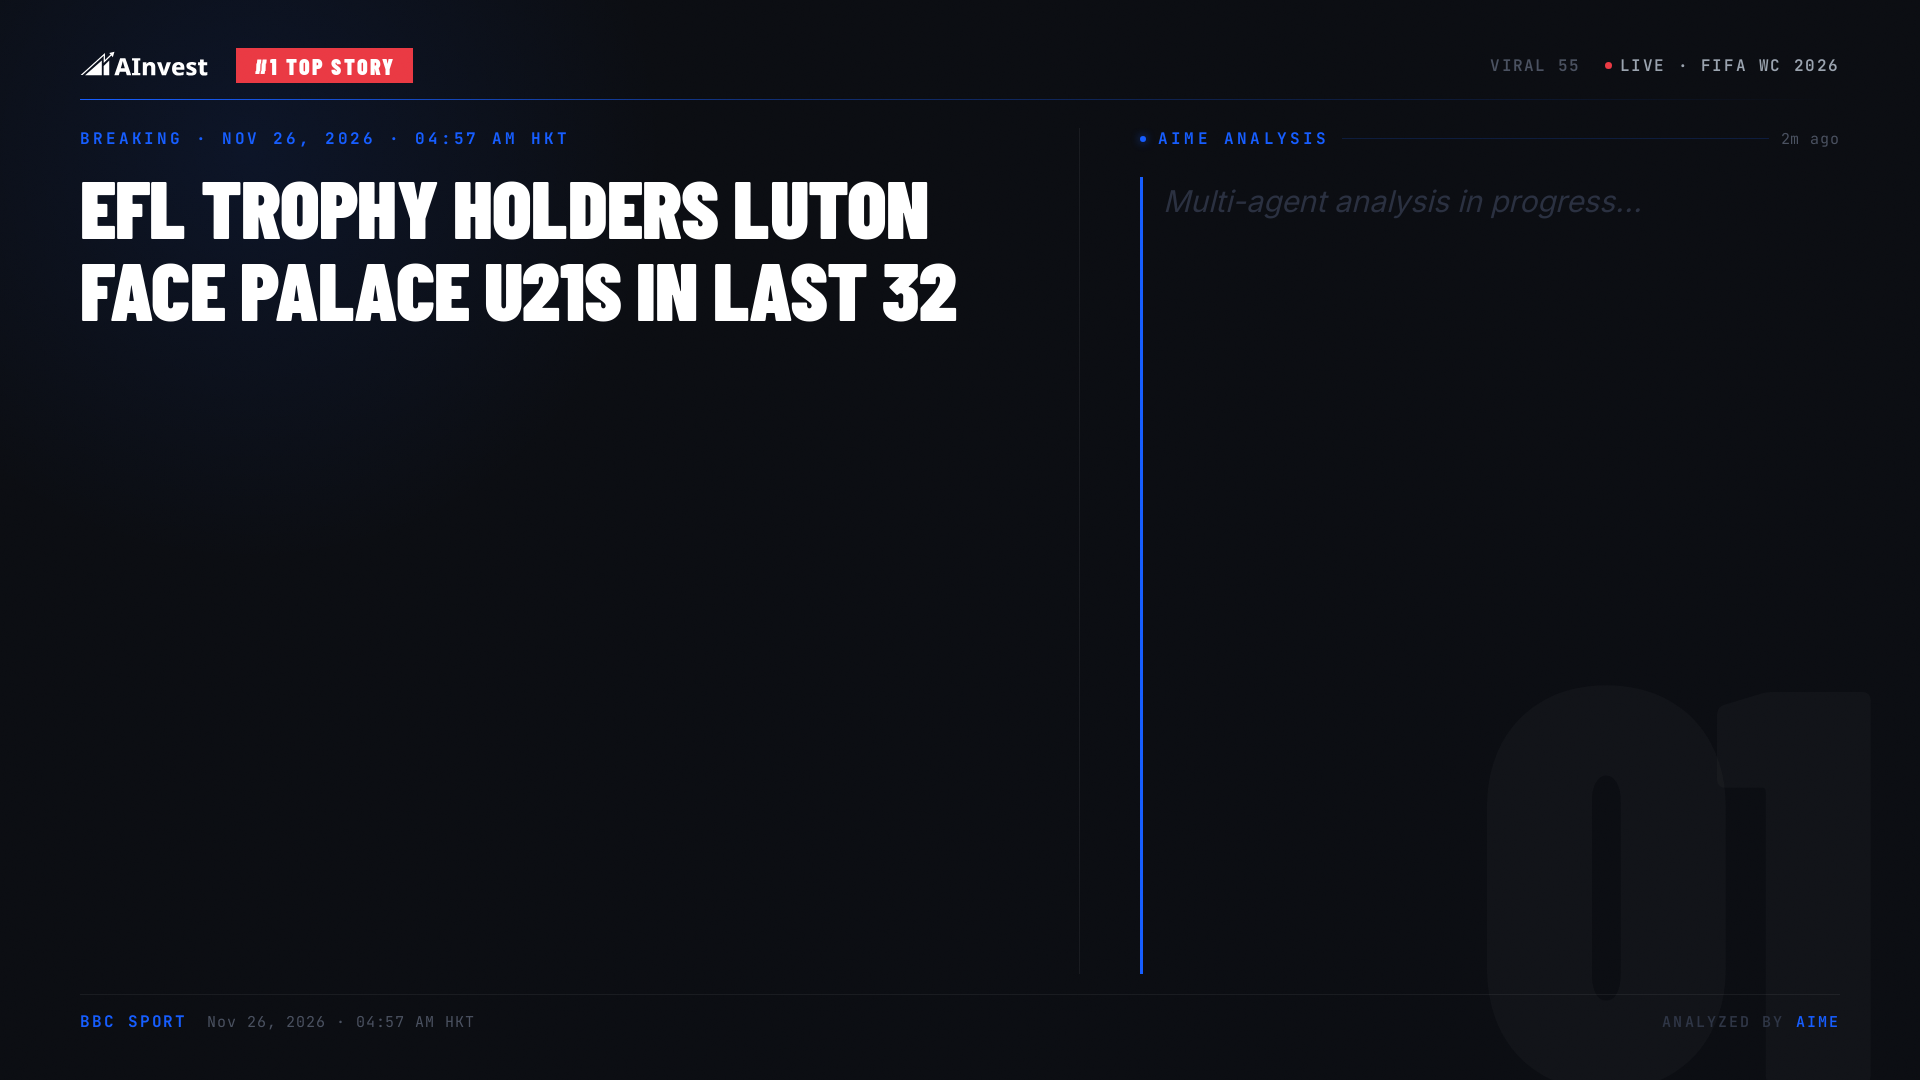 AInvest
#1 TOP STORY
VIRAL 55
LIVE · FIFA WC 2026
BREAKING · NOV 26, 2026 · 04:57 AM HKT
EFL TROPHY HOLDERS LUTON
FACE PALACE U21S IN LAST 32
AIME ANALYSIS
2m ago
Multi-agent analysis in progress...
01
BBC SPORT
Nov 26, 2026 · 04:57 AM HKT
ANALYZED BY AIME